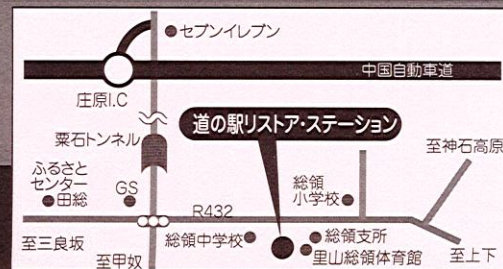 セブンイレブン
中国自動車道
庄原I.C
道の駅リストア・ステーション
粟石トンネル
至神石高原
ふるさと
センター
田総
GS
総領
小学校
R432
総領中学校
総領支所
里山総領体育館
至三良坂
至甲奴
至上下